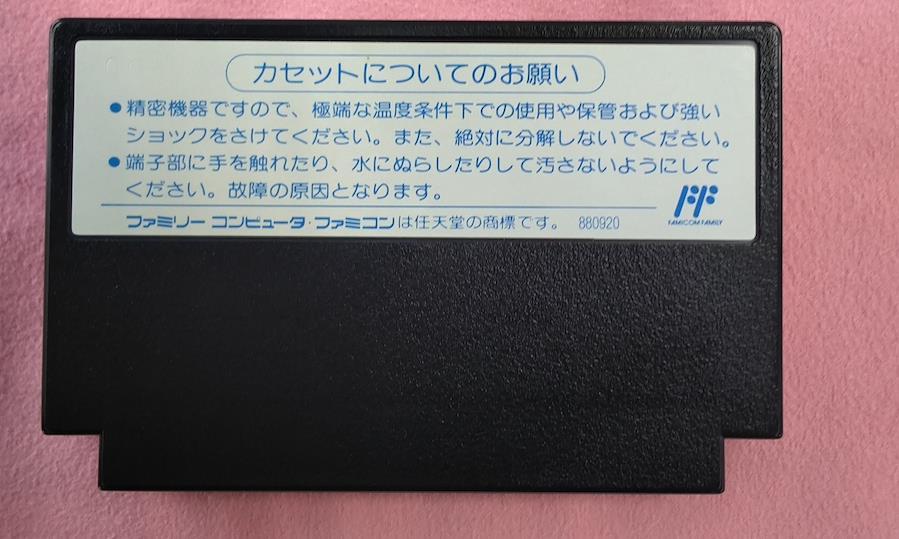 カセットについてのお願い
●精密機器ですので、極端な温度条件下での使用や保管および強い
ショックをさけてください。また、絶対に分解しないでください。
●端子部に手を触れたり、水にぬらしたりして汚さないようにして
ください。故障の原因となります。
FAMICOM FAMILY
ファミリー コンピュータ・ファミコンは任天堂の商標です。 880920